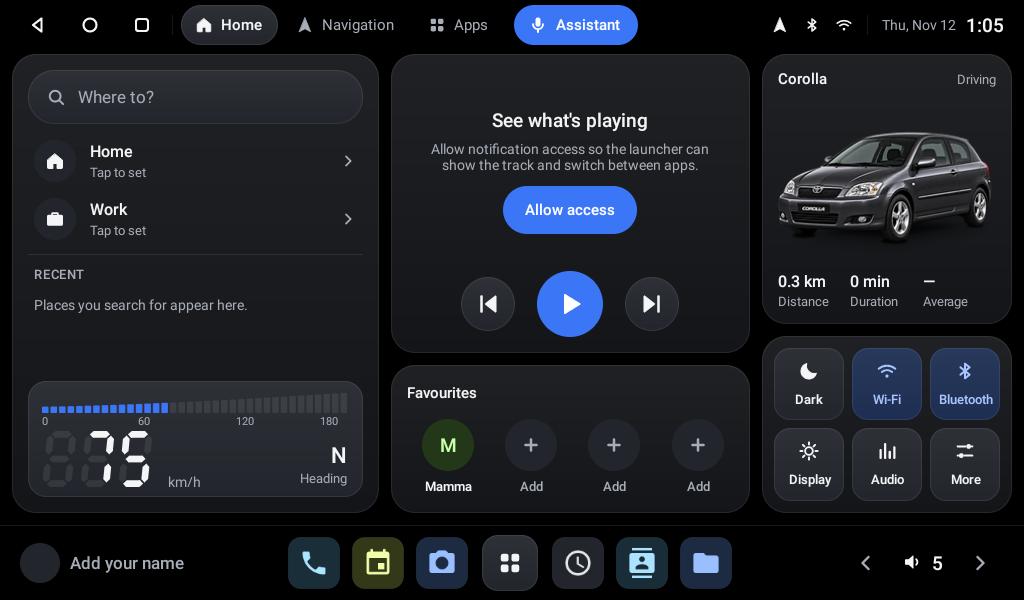 Home
Navigation
Apps
Assistant
Thu, Nov 12
1:05
Where to?
Home
Tap to set
Work
Tap to set
RECENT
Places you search for appear here.
0
60
120
180
75
km/h
N
Heading
See what's playing
Allow notification access so the launcher can
show the track and switch between apps.
Allow access
Favourites
M
Mamma
Add
Add
Add
Corolla
Driving
COROLLA
0.3 km
Distance
0 min
Duration
–
Average
Dark
Wi-Fi
Bluetooth
Display
Audio
More
Add your name
5